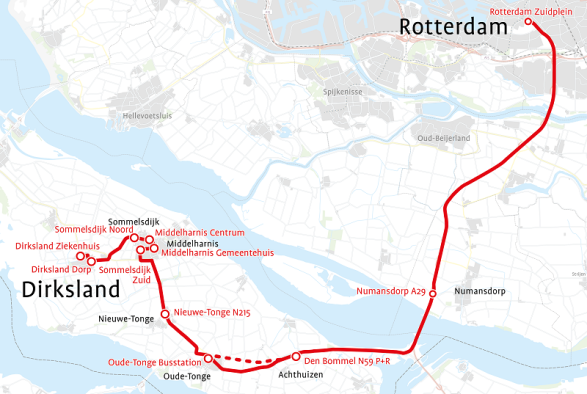 Rotterdam Zuidplein
Rotterdam
Spijkenisse
Hellevoetsluis
Oud-Beijerland
Sommelsdijk
Sommelsdijk Noord
Middelharnis Centrum
Middelharnis
Dirksland Ziekenhuis
Middelharnis Gemeentehuis
Dirksland Dorp
Sommelsdijk
Zuid
Dirksland
Numansdorp A29
Numansdorp
Nieuwe-Tonge N215
Nieuwe-Tonge
Oude-Tonge Busstation
Den Bommel N59 P+R
Oude-Tonge
Achthuizen